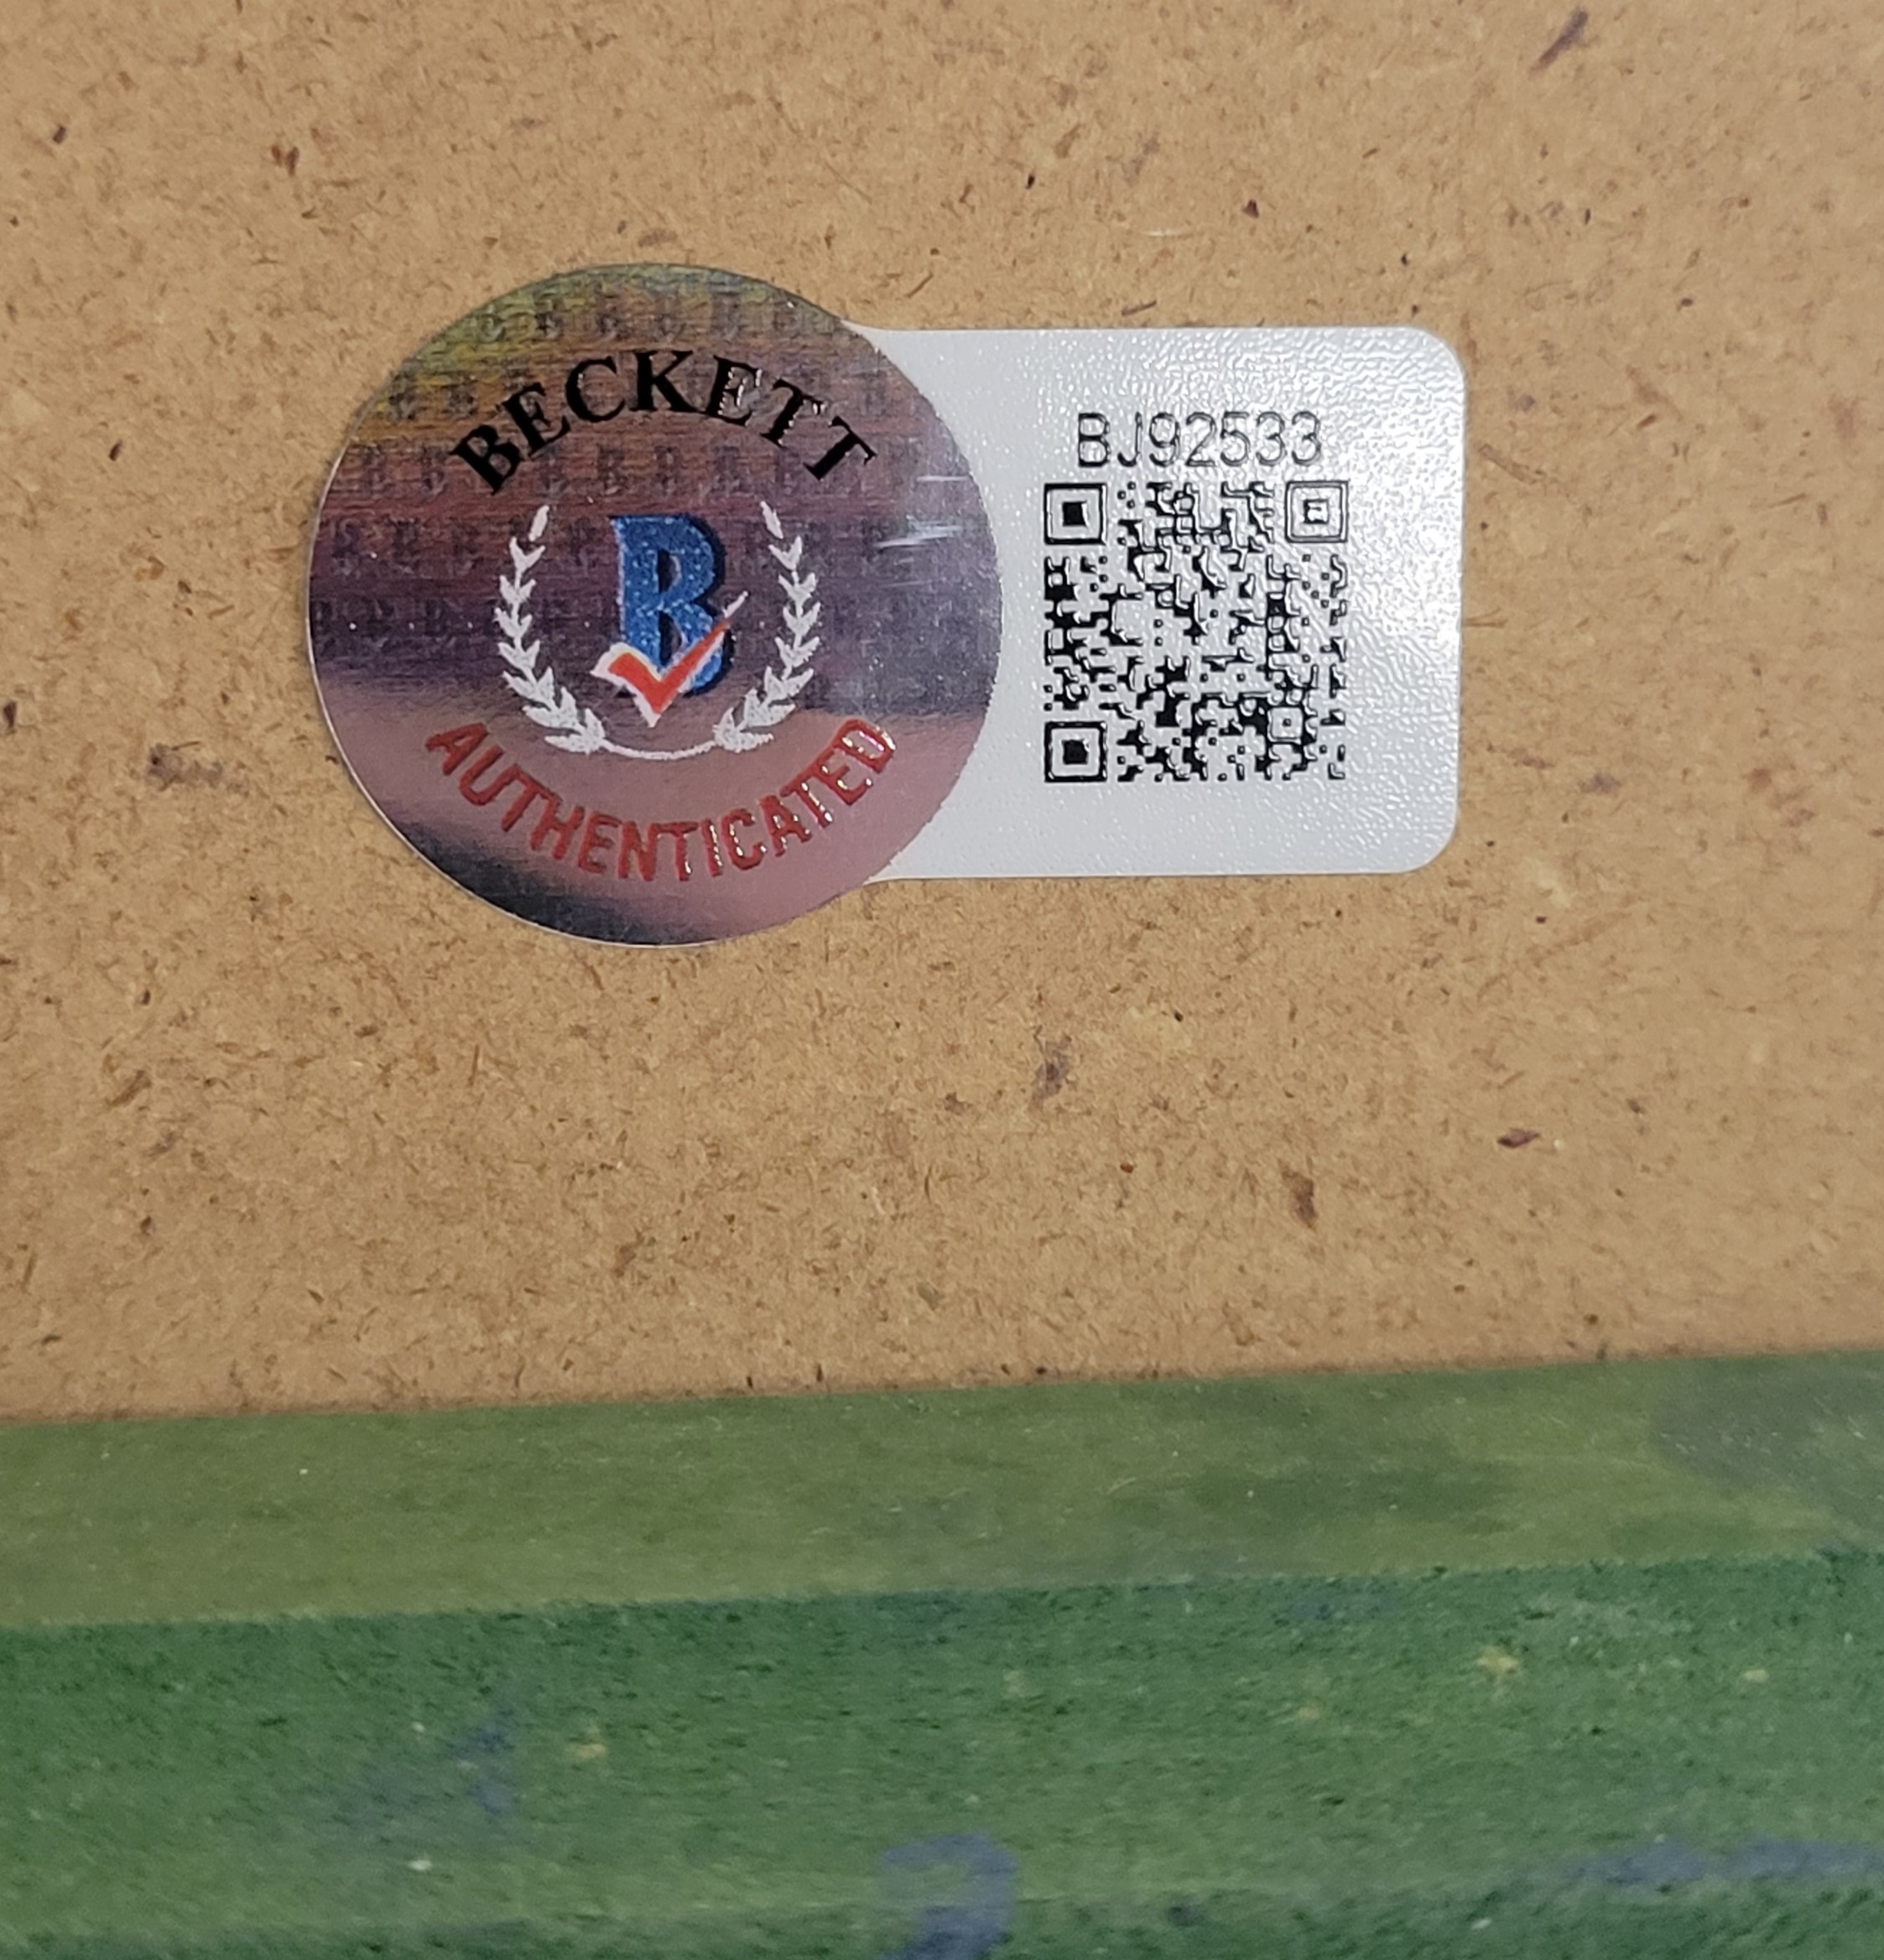 BECKETT
B
AUTHENTICATED
BJ92533